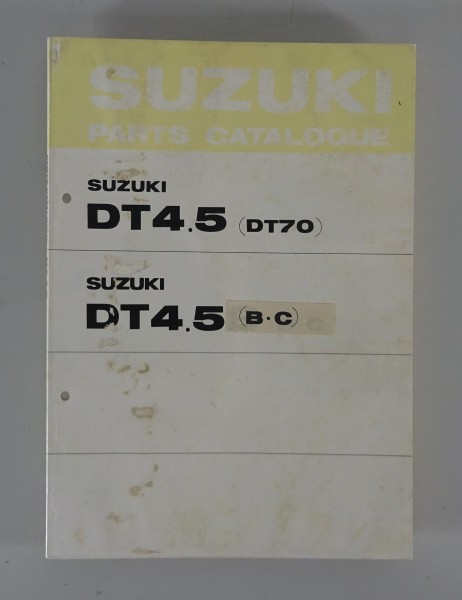 SUZUKI
PARTS CATALOGUE
SUZUKI
DT4.5 (DT70)
SUZUKI
DT4.5 (B·C)